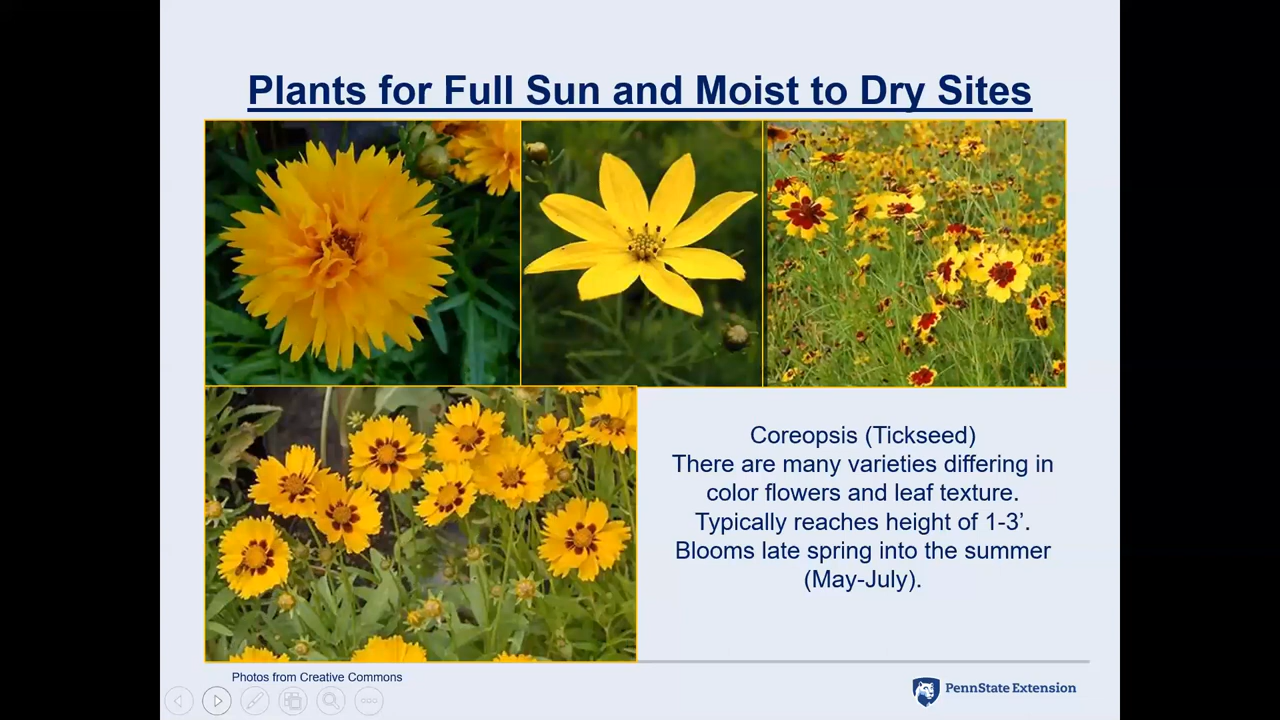 Plants for Full Sun and Moist to Dry Sites
Coreopsis (Tickseed)
There are many varieties differing in
color flowers and leaf texture.
Typically reaches height of 1-3’.
Blooms late spring into the summer
(May-July).
Photos from Creative Commons
PennState Extension